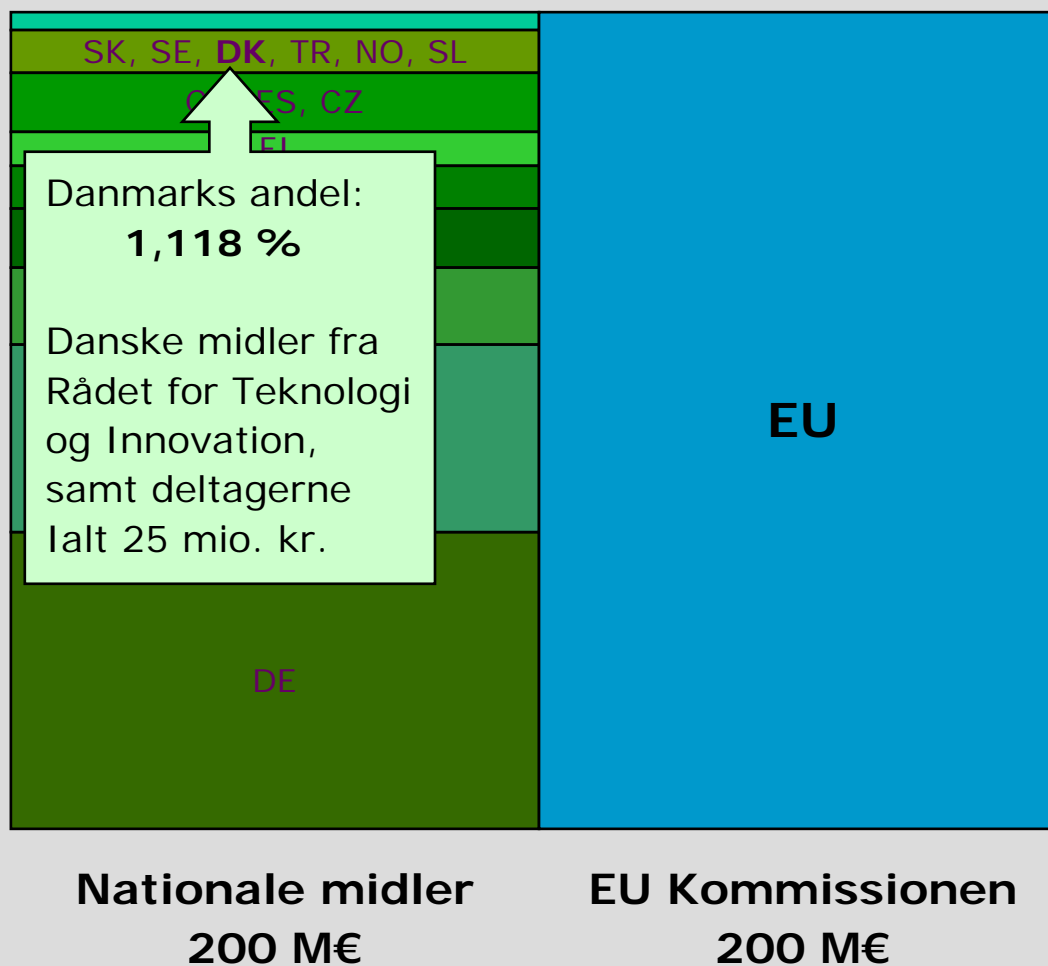 SK, SE, DK, TR, NO, SL
ES, CZ
Danmarks andel:
1,118 %
Danske midler fra
Rådet for Teknologi
og Innovation,
samt deltagerne
Ialt 25 mio. kr.
EU
DE
Nationale midler
200 M€
EU Kommissionen
200 M€